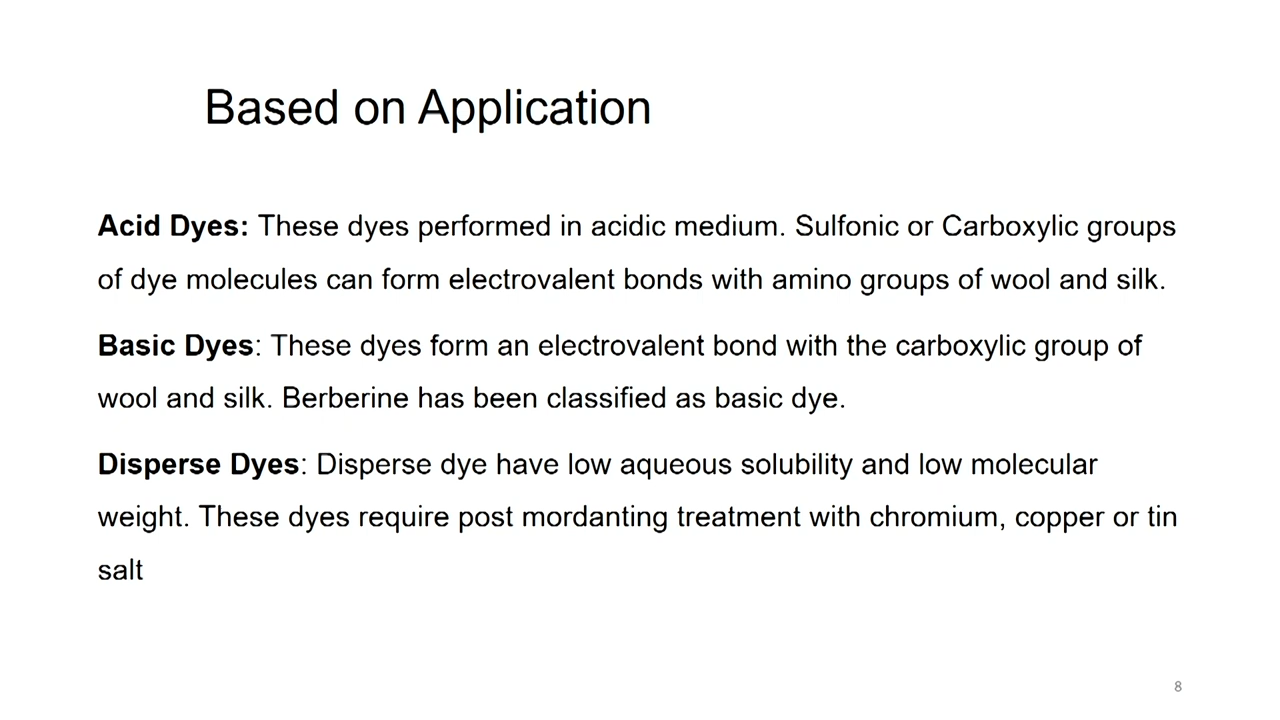 Based on Application
Acid Dyes: These dyes performed in acidic medium. Sulfonic or Carboxylic groups
of dye molecules can form electrovalent bonds with amino groups of wool and silk.
Basic Dyes: These dyes form an electrovalent bond with the carboxylic group of
wool and silk. Berberine has been classified as basic dye.
Disperse Dyes: Disperse dye have low aqueous solubility and low molecular
weight. These dyes require post mordanting treatment with chromium, copper or tin
salt
8